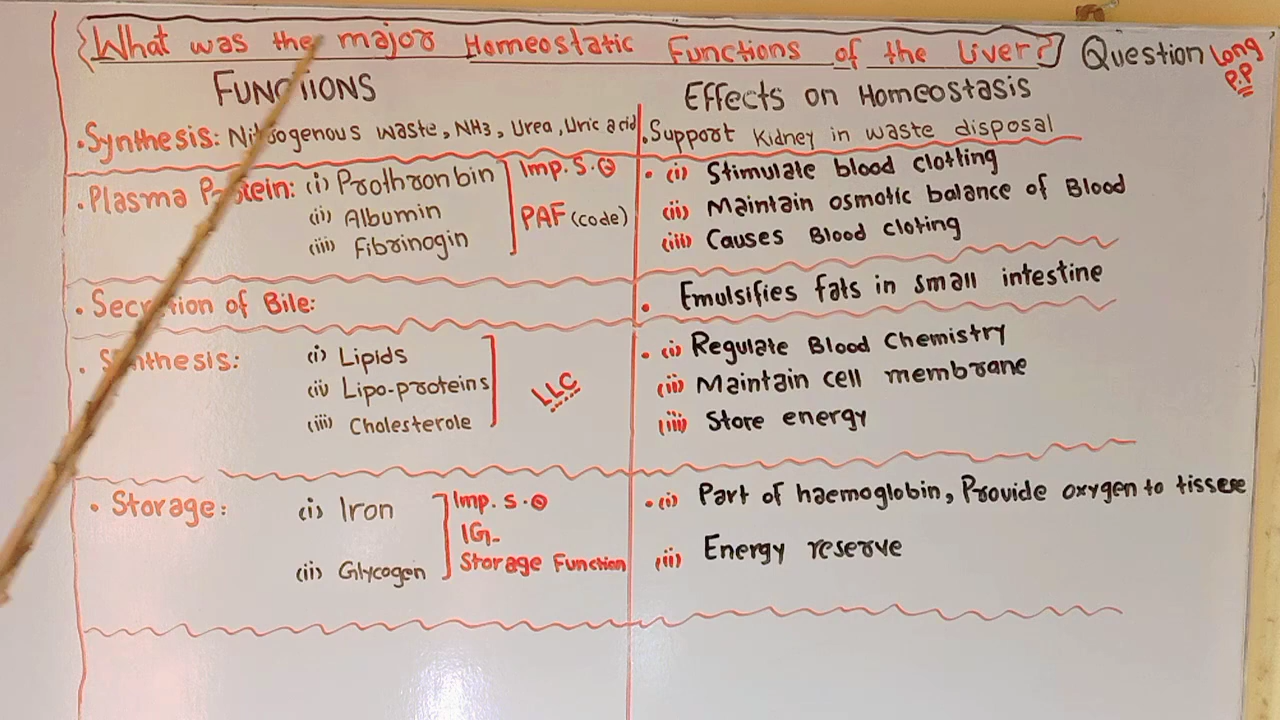 What was the major Homeostatic Functions of the Liver? Question Long P.P
FUNCTIONS Effects on Homeostasis
• Synthesis: Nitrogenous waste, NH3, Urea, Uric acid • Support Kidney in waste disposal
• Plasma Protein: (i) Prothronbin Imp. S.Q • (i) Stimulate blood clotting
(ii) Albumin PAF (code) (ii) Maintain osmotic balance of Blood
(iii) Fibrinogin (iii) Causes Blood cloting
• Secretion of Bile: • Emulsifies fats in small intestine
• Synthesis: (i) Lipids • (i) Regulate Blood Chemistry
(ii) Lipo-proteins LLC (ii) Maintain cell membrane
(iii) Cholesterole (iii) Store energy
• Storage: (i) Iron Imp. S.Q • (i) Part of haemoglobin, Provide oxygen to tissere
IG-
(ii) Glycogen Storage Function (ii) Energy reserve